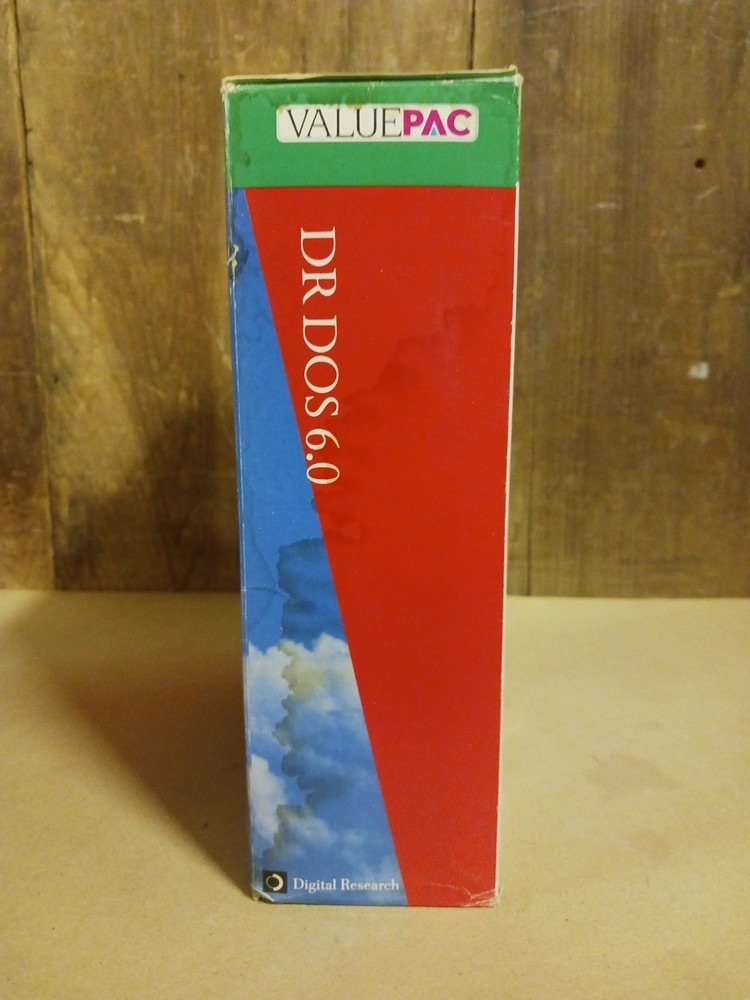 VALUEPAC
DR DOS 6.0
Digital Research